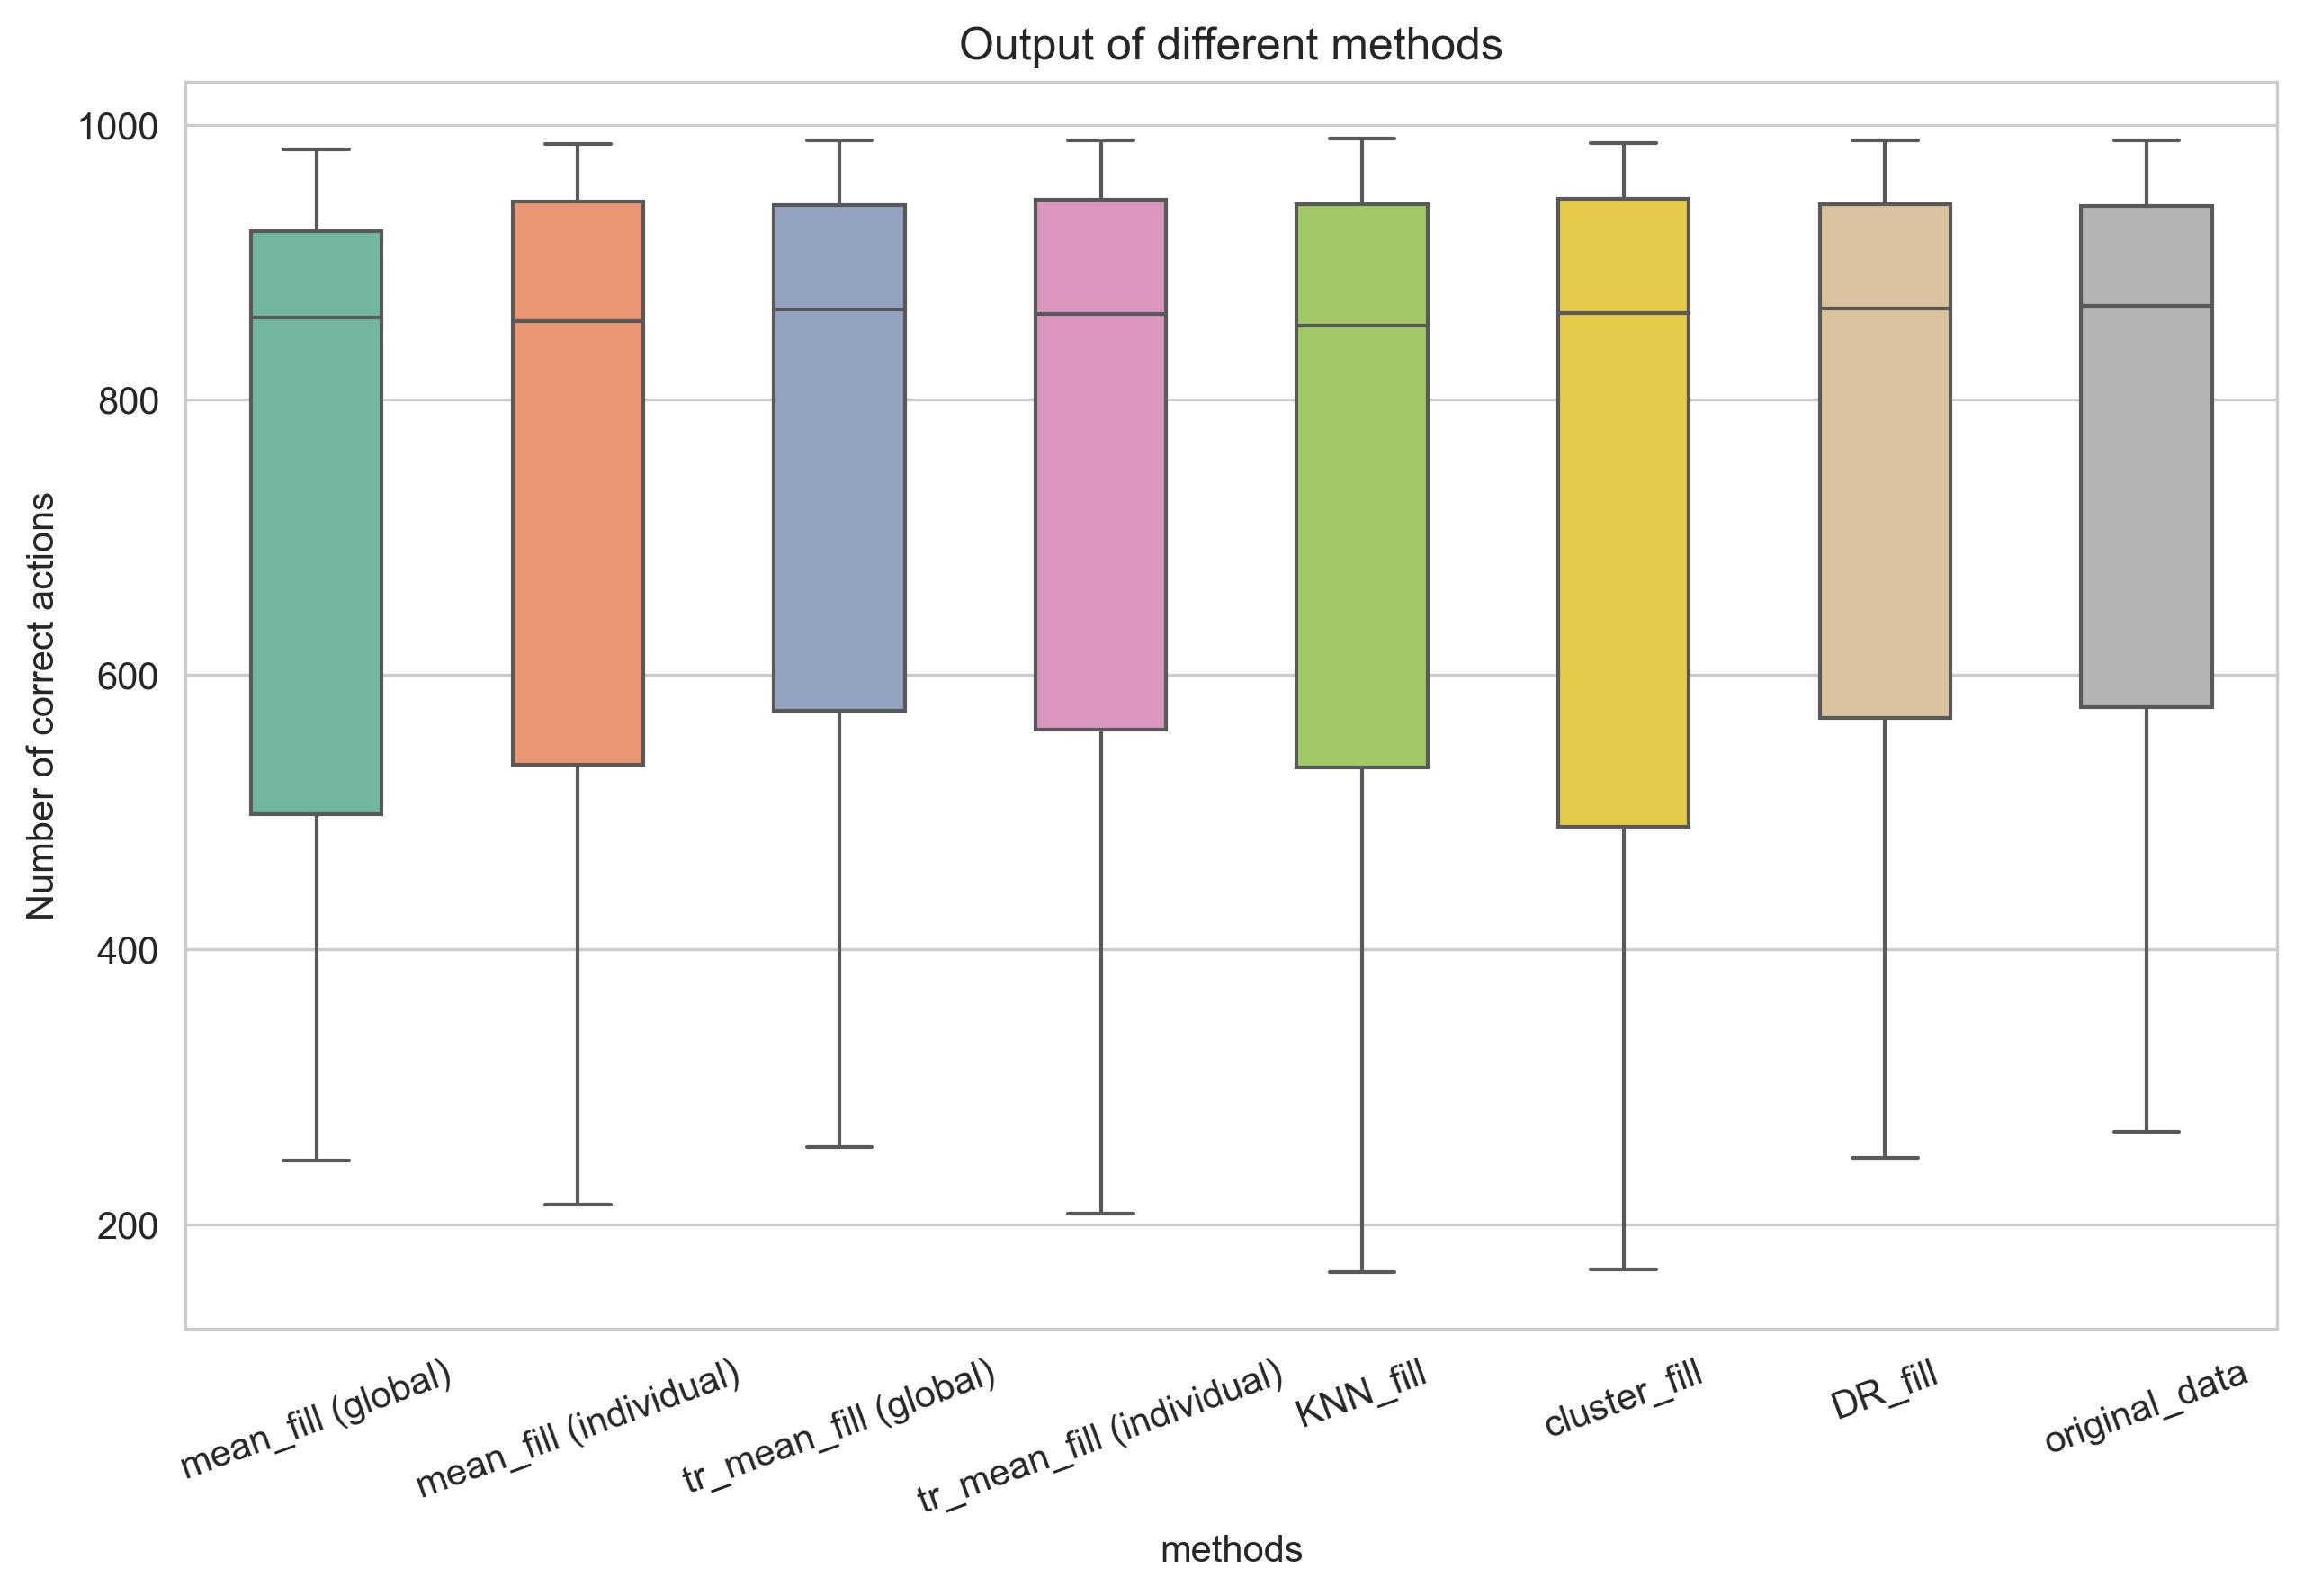 Output of different methods
1000
800
600
400
200
Number of correct actions
mean_fill (global)
mean_fill (individual)
tr_mean_fill (global)
tr_mean_fill (individual)
KNN_fill
cluster_fill
DR_fill
original_data
methods